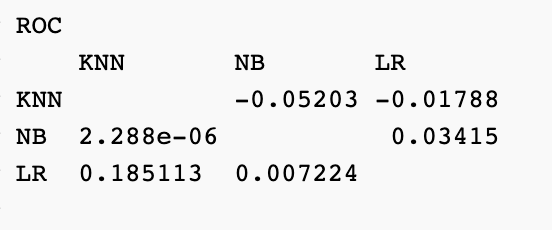 ROC
KNN NB LR
KNN -0.05203 -0.01788
NB 2.288e-06 0.03415
LR 0.185113 0.007224